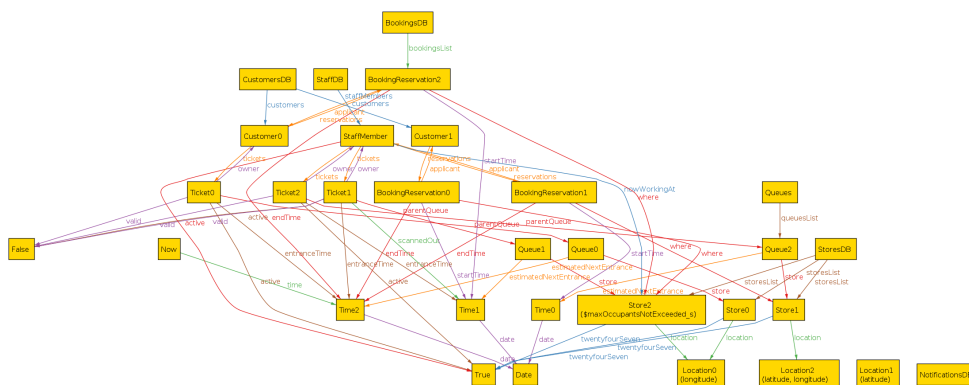 BookingsDB
bookingsList
CustomersDB
StaffDB
BookingReservation2
customers
staffMembers
customers
applicant
reservations
Customer0
StaffMember
Customer1
tickets
owner
tickets
owner
owner
tickets
reservations
applicant
applicant
reservations
startTime
nowWorkingAt
where
Ticket0
Ticket2
Ticket1
BookingReservation0
BookingReservation1
Queues
valid
valid
valid
active
active
endTime
scannedOut
parentQueue
parentQueue
parentQueue
queuesList
False
Now
Queue1
Queue0
Queue2
StoresDB
entranceTime
entranceTime
entranceTime
endTime
endTime
startTime
where
where
time
active
active
startTime
estimatedNextEntrance
estimatedNextEntrance
estimatedNextEntrance
store
store
store
storesList
storesList
storesList
Time2
Time1
Time0
Store2
($maxOccupantsNotExceeded_s)
Store0
Store1
date
date
date
twentyfourSeven
twentyfourSeven
twentyfourSeven
location
location
location
True
Date
Location0
(longitude)
Location2
(latitude, longitude)
Location1
(latitude)